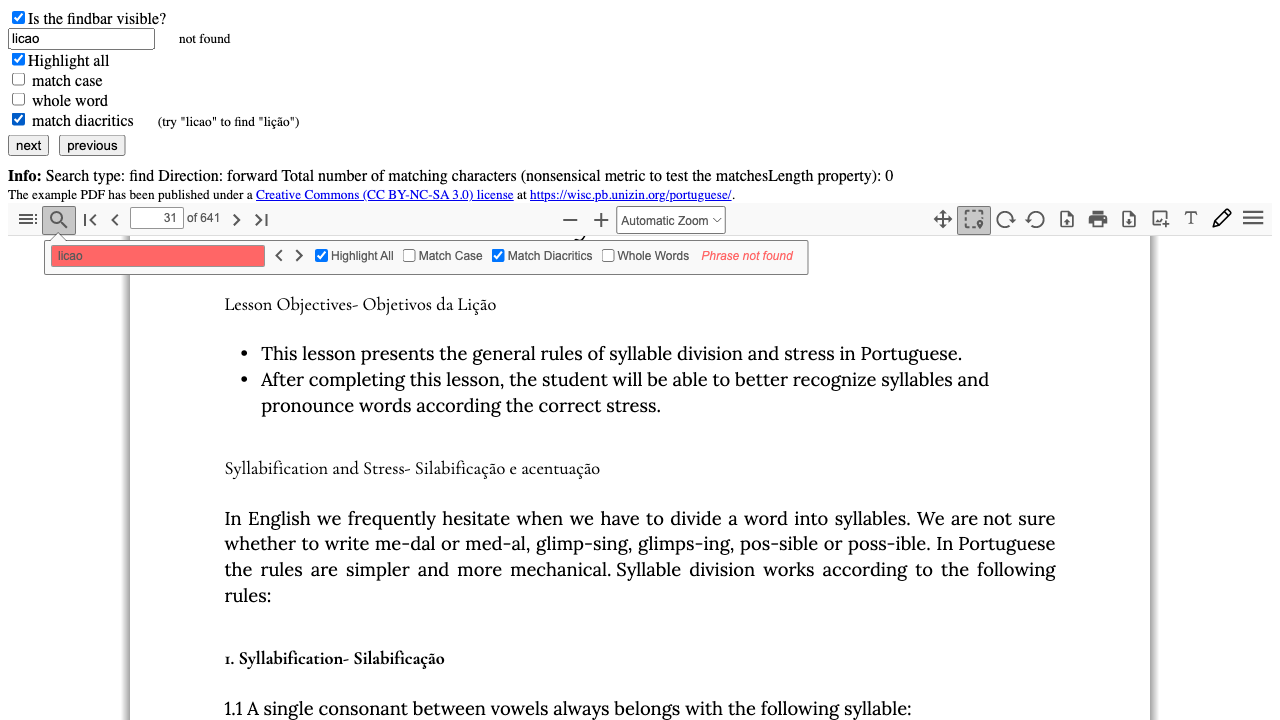 Is the findbar visible?
licao not found
Highlight all
match case
whole word
match diacritics (try "licao" to find "lição")
next previous
Info: Search type: find Direction: forward Total number of matching characters (nonsensical metric to test the matchesLength property): 0
The example PDF has been published under a Creative Commons (CC BY-NC-SA 3.0) license at https://wisc.pb.unizin.org/portuguese/.
31 of 641 Automatic Zoom
licao Highlight All Match Case Match Diacritics Whole Words Phrase not found
Lesson Objectives- Objetivos da Lição
• This lesson presents the general rules of syllable division and stress in Portuguese.
• After completing this lesson, the student will be able to better recognize syllables and
pronounce words according the correct stress.
Syllabification and Stress- Silabificação e acentuação
In English we frequently hesitate when we have to divide a word into syllables. We are not sure
whether to write me-dal or med-al, glimp-sing, glimps-ing, pos-sible or poss-ible. In Portuguese
the rules are simpler and more mechanical. Syllable division works according to the following
rules:
1. Syllabification- Silabificação
1.1 A single consonant between vowels always belongs with the following syllable: